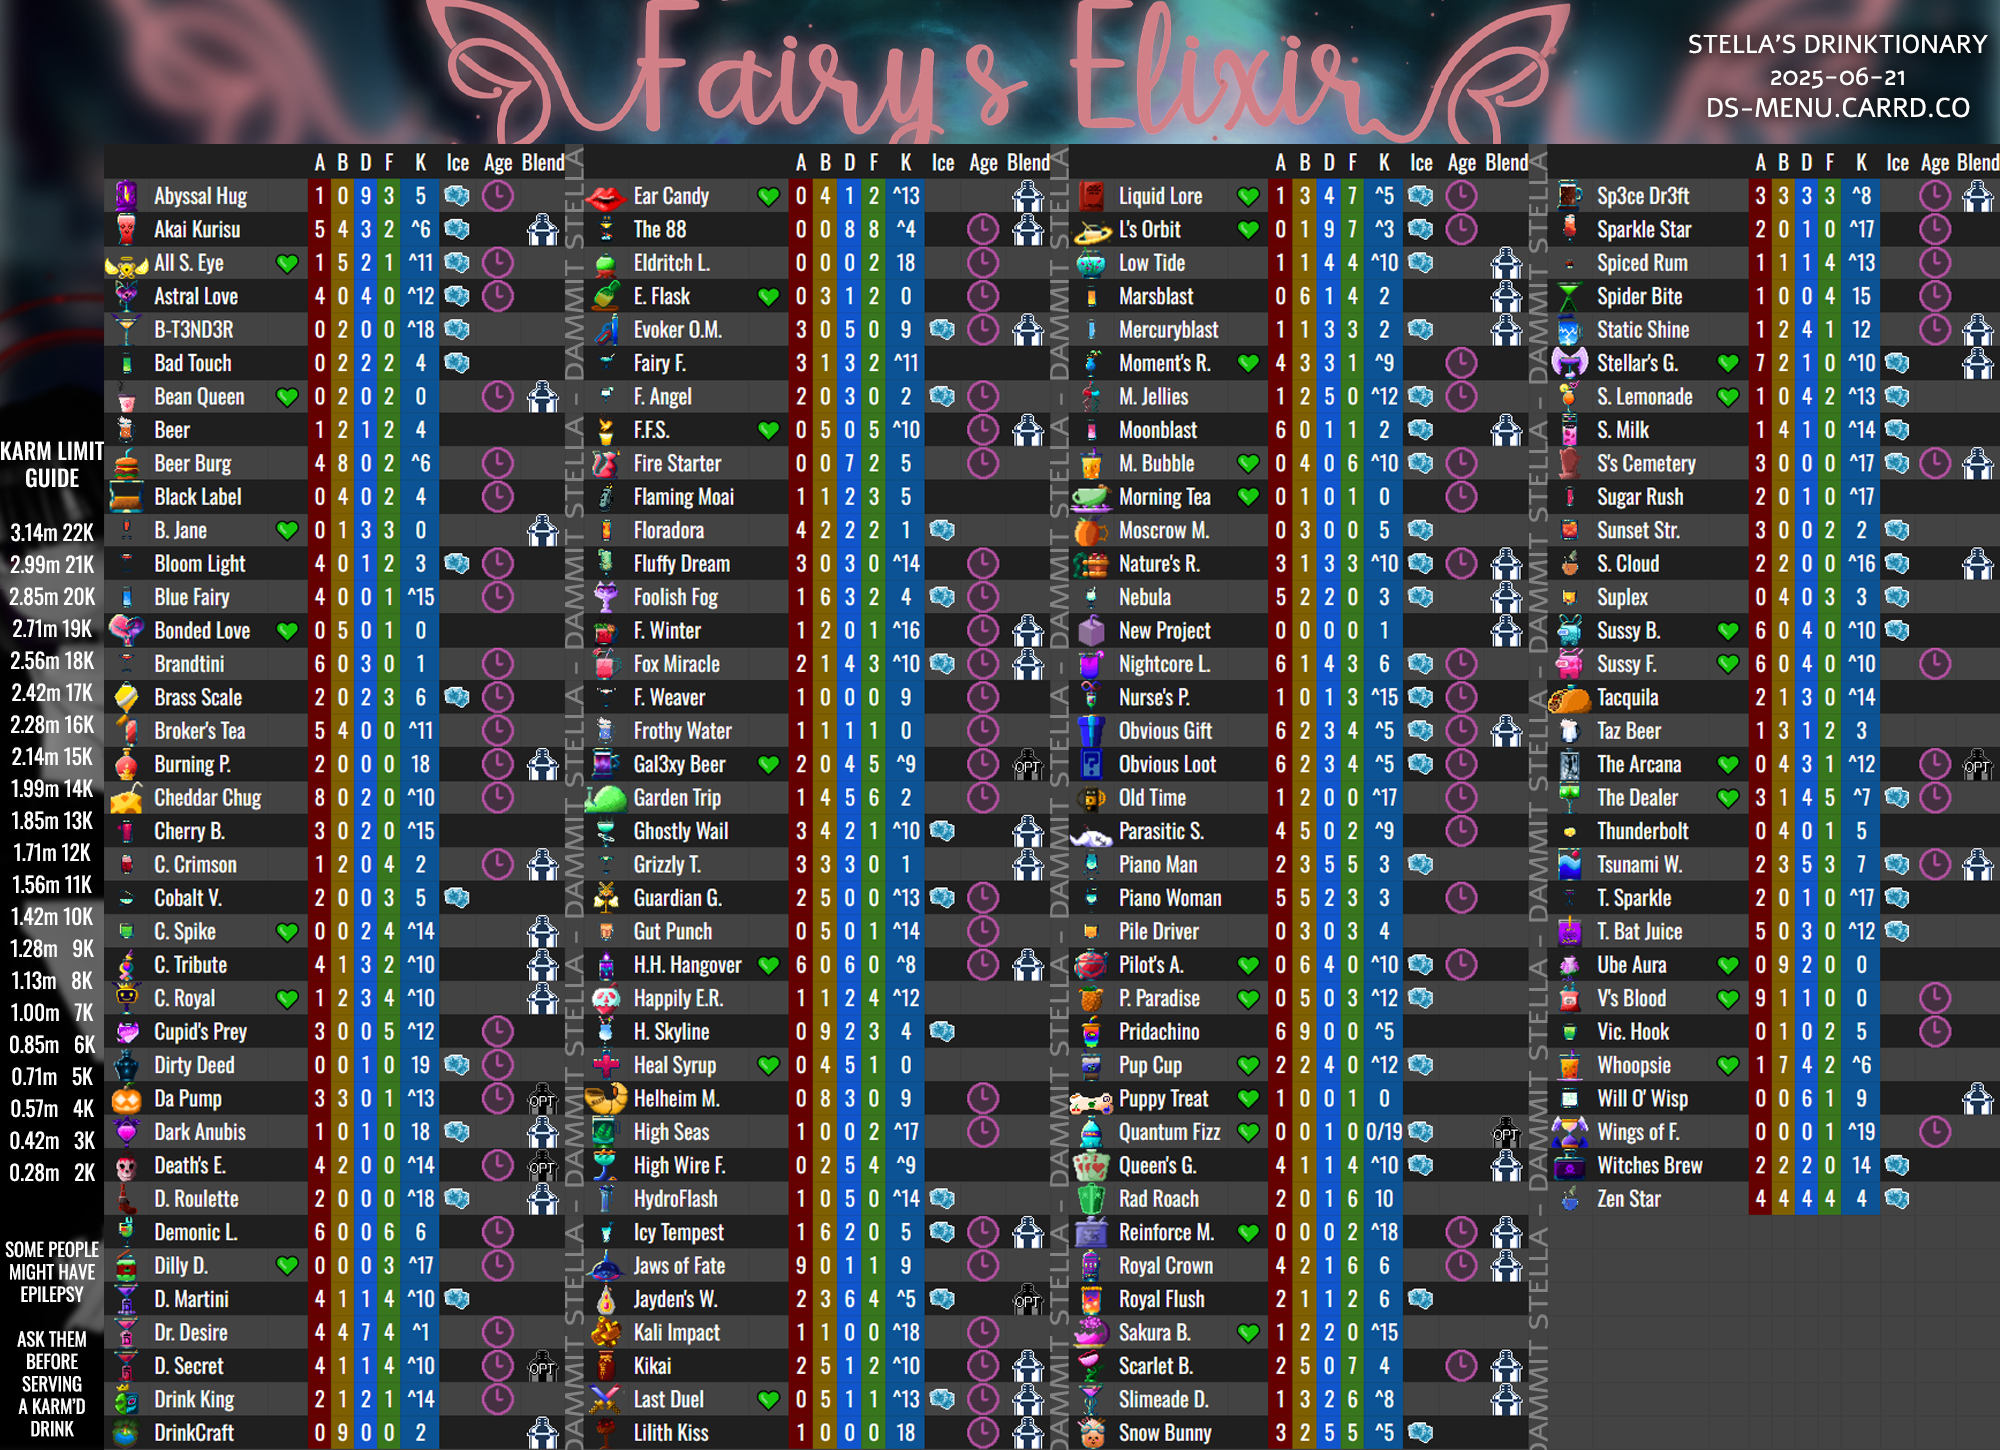 Fairy's Elixir
STELLA'S DRINKTIONARY
2025-06-21
DS-MENU.CARRD.CO
KARM LIMIT
GUIDE
3.14m 22K
2.99m 21K
2.85m 20K
2.71m 19K
2.56m 18K
2.42m 17K
2.28m 16K
2.14m 15K
1.99m 14K
1.85m 13K
1.71m 12K
1.56m 11K
1.42m 10K
1.28m 9K
1.13m 8K
1.00m 7K
0.85m 6K
0.71m 5K
0.57m 4K
0.42m 3K
0.28m 2K
SOME PEOPLE
MIGHT HAVE
EPILEPSY
ASK THEM
BEFORE
SERVING
A KARM'D
DRINK
A B D F K Ice Age Blend
Abyssal Hug 1 0 9 3 5
Akai Kurisu 5 4 3 2 ^6
All S. Eye 1 5 2 1 ^11
Astral Love 4 0 4 0 ^12
B-T3ND3R 0 2 0 0 ^18
Bad Touch 0 2 2 2 4
Bean Queen 0 2 0 2 0
Beer 1 2 1 2 4
Beer Burg 4 8 0 2 ^6
Black Label 0 4 0 2 4
B. Jane 0 1 3 3 0
Bloom Light 4 0 1 2 3
Blue Fairy 4 0 0 1 ^15
Bonded Love 0 5 0 1 0
Brandtini 6 0 3 0 1
Brass Scale 2 0 2 3 6
Broker's Tea 5 4 0 0 ^11
Burning P. 2 0 0 0 18
Cheddar Chug 8 0 2 0 ^10
Cherry B. 3 0 2 0 ^15
C. Crimson 1 2 0 4 2
Cobalt V. 2 0 0 3 5
C. Spike 0 0 2 4 ^14
C. Tribute 4 1 3 2 ^10
C. Royal 1 2 3 4 ^10
Cupid's Prey 3 0 0 5 ^12
Dirty Deed 0 0 1 0 19
Da Pump 3 3 0 1 ^13 OPT
Dark Anubis 1 0 1 0 18
Death's E. 4 2 0 0 ^14 OPT
D. Roulette 2 0 0 0 ^18
Demonic L. 6 0 0 6 6
Dilly D. 0 0 0 3 ^17
D. Martini 4 1 1 4 ^10
Dr. Desire 4 4 7 4 ^1
D. Secret 4 1 1 4 ^10 OPT
Drink King 2 1 2 1 ^14
DrinkCraft 0 9 0 0 2
DAMMIT STELLA - DAMMIT STELLA - DAMMIT STELLA - DAMMIT STELLA
A B D F K Ice Age Blend
Ear Candy 0 4 1 2 ^13
The 88 0 0 8 8 ^4
Eldritch L. 0 0 0 2 18
E. Flask 0 3 1 2 0
Evoker O.M. 3 0 5 0 9
Fairy F. 3 1 3 2 ^11
F. Angel 2 0 3 0 2
F.F.S. 0 5 0 5 ^10
Fire Starter 0 0 7 2 5
Flaming Moai 1 1 2 3 5
Floradora 4 2 2 2 1
Fluffy Dream 3 0 3 0 ^14
Foolish Fog 1 6 3 2 4
F. Winter 1 2 0 1 ^16
Fox Miracle 2 1 4 3 ^10
F. Weaver 1 0 0 0 9
Frothy Water 1 1 1 1 0
Gal3xy Beer 2 0 4 5 ^9 OPT
Garden Trip 1 4 5 6 2
Ghostly Wail 3 4 2 1 ^10
Grizzly T. 3 3 3 0 1
Guardian G. 2 5 0 0 ^13
Gut Punch 0 5 0 1 ^14
H.H. Hangover 6 0 6 0 ^8
Happily E.R. 1 1 2 4 ^12
H. Skyline 0 9 2 3 4
Heal Syrup 0 4 5 1 0
Helheim M. 0 8 3 0 9
High Seas 1 0 0 2 ^17
High Wire F. 0 2 5 4 ^9
HydroFlash 1 0 5 0 ^14
Icy Tempest 1 6 2 0 5
Jaws of Fate 9 0 1 1 9
Jayden's W. 2 3 6 4 ^5 OPT
Kali Impact 1 1 0 0 ^18
Kikai 2 5 1 2 ^10
Last Duel 0 5 1 1 ^13
Lilith Kiss 1 0 0 0 18
DAMMIT STELLA - DAMMIT STELLA - DAMMIT STELLA - DAMMIT STELLA
A B D F K Ice Age Blend
Liquid Lore 1 3 4 7 ^5
L's Orbit 0 1 9 7 ^3
Low Tide 1 1 4 4 ^10
Marsblast 0 6 1 4 2
Mercuryblast 1 1 3 3 2
Moment's R. 4 3 3 1 ^9
M. Jellies 1 2 5 0 ^12
Moonblast 6 0 1 1 2
M. Bubble 0 4 0 6 ^10
Morning Tea 0 1 0 1 0
Moscrow M. 0 3 0 0 5
Nature's R. 3 1 3 3 ^10
Nebula 5 2 2 0 3
New Project 0 0 0 0 1
Nightcore L. 6 1 4 3 6
Nurse's P. 1 0 1 3 ^15
Obvious Gift 6 2 3 4 ^5
Obvious Loot 6 2 3 4 ^5
Old Time 1 2 0 0 ^17
Parasitic S. 4 5 0 2 ^9
Piano Man 2 3 5 5 3
Piano Woman 5 5 2 3 3
Pile Driver 0 3 0 3 4
Pilot's A. 0 6 4 0 ^10
P. Paradise 0 5 0 3 ^12
Pridachino 6 9 0 0 ^5
Pup Cup 2 2 4 0 ^12
Puppy Treat 1 0 0 1 0
Quantum Fizz 0 0 1 0 0/19 OPT
Queen's G. 4 1 1 4 ^10
Rad Roach 2 0 1 6 10
Reinforce M. 0 0 0 2 ^18
Royal Crown 4 2 1 6 6
Royal Flush 2 1 1 2 6
Sakura B. 1 2 2 0 ^15
Scarlet B. 2 5 0 7 4
Slimeade D. 1 3 2 6 ^8
Snow Bunny 3 2 5 5 ^5
DAMMIT STELLA - DAMMIT STELLA - DAMMIT STELLA - DAMMIT STELLA
A B D F K Ice Age Blend
Sp3ce Dr3ft 3 3 3 3 ^8
Sparkle Star 2 0 1 0 ^17
Spiced Rum 1 1 1 4 ^13
Spider Bite 1 0 0 4 15
Static Shine 1 2 4 1 12
Stellar's G. 7 2 1 0 ^10
S. Lemonade 1 0 4 2 ^13
S. Milk 1 4 1 0 ^14
S's Cemetery 3 0 0 0 ^17
Sugar Rush 2 0 1 0 ^17
Sunset Str. 3 0 0 2 2
S. Cloud 2 2 0 0 ^16
Suplex 0 4 0 3 3
Sussy B. 6 0 4 0 ^10
Sussy F. 6 0 4 0 ^10
Tacquila 2 1 3 0 ^14
Taz Beer 1 3 1 2 3
The Arcana 0 4 3 1 ^12 OPT
The Dealer 3 1 4 5 ^7
Thunderbolt 0 4 0 1 5
Tsunami W. 2 3 5 3 7
T. Sparkle 2 0 1 0 ^17
T. Bat Juice 5 0 3 0 ^12
Ube Aura 0 9 2 0 0
V's Blood 9 1 1 0 0
Vic. Hook 0 1 0 2 5
Whoopsie 1 7 4 2 ^6
Will O' Wisp 0 0 6 1 9
Wings of F. 0 0 0 1 ^19
Witches Brew 2 2 2 0 14
Zen Star 4 4 4 4 4